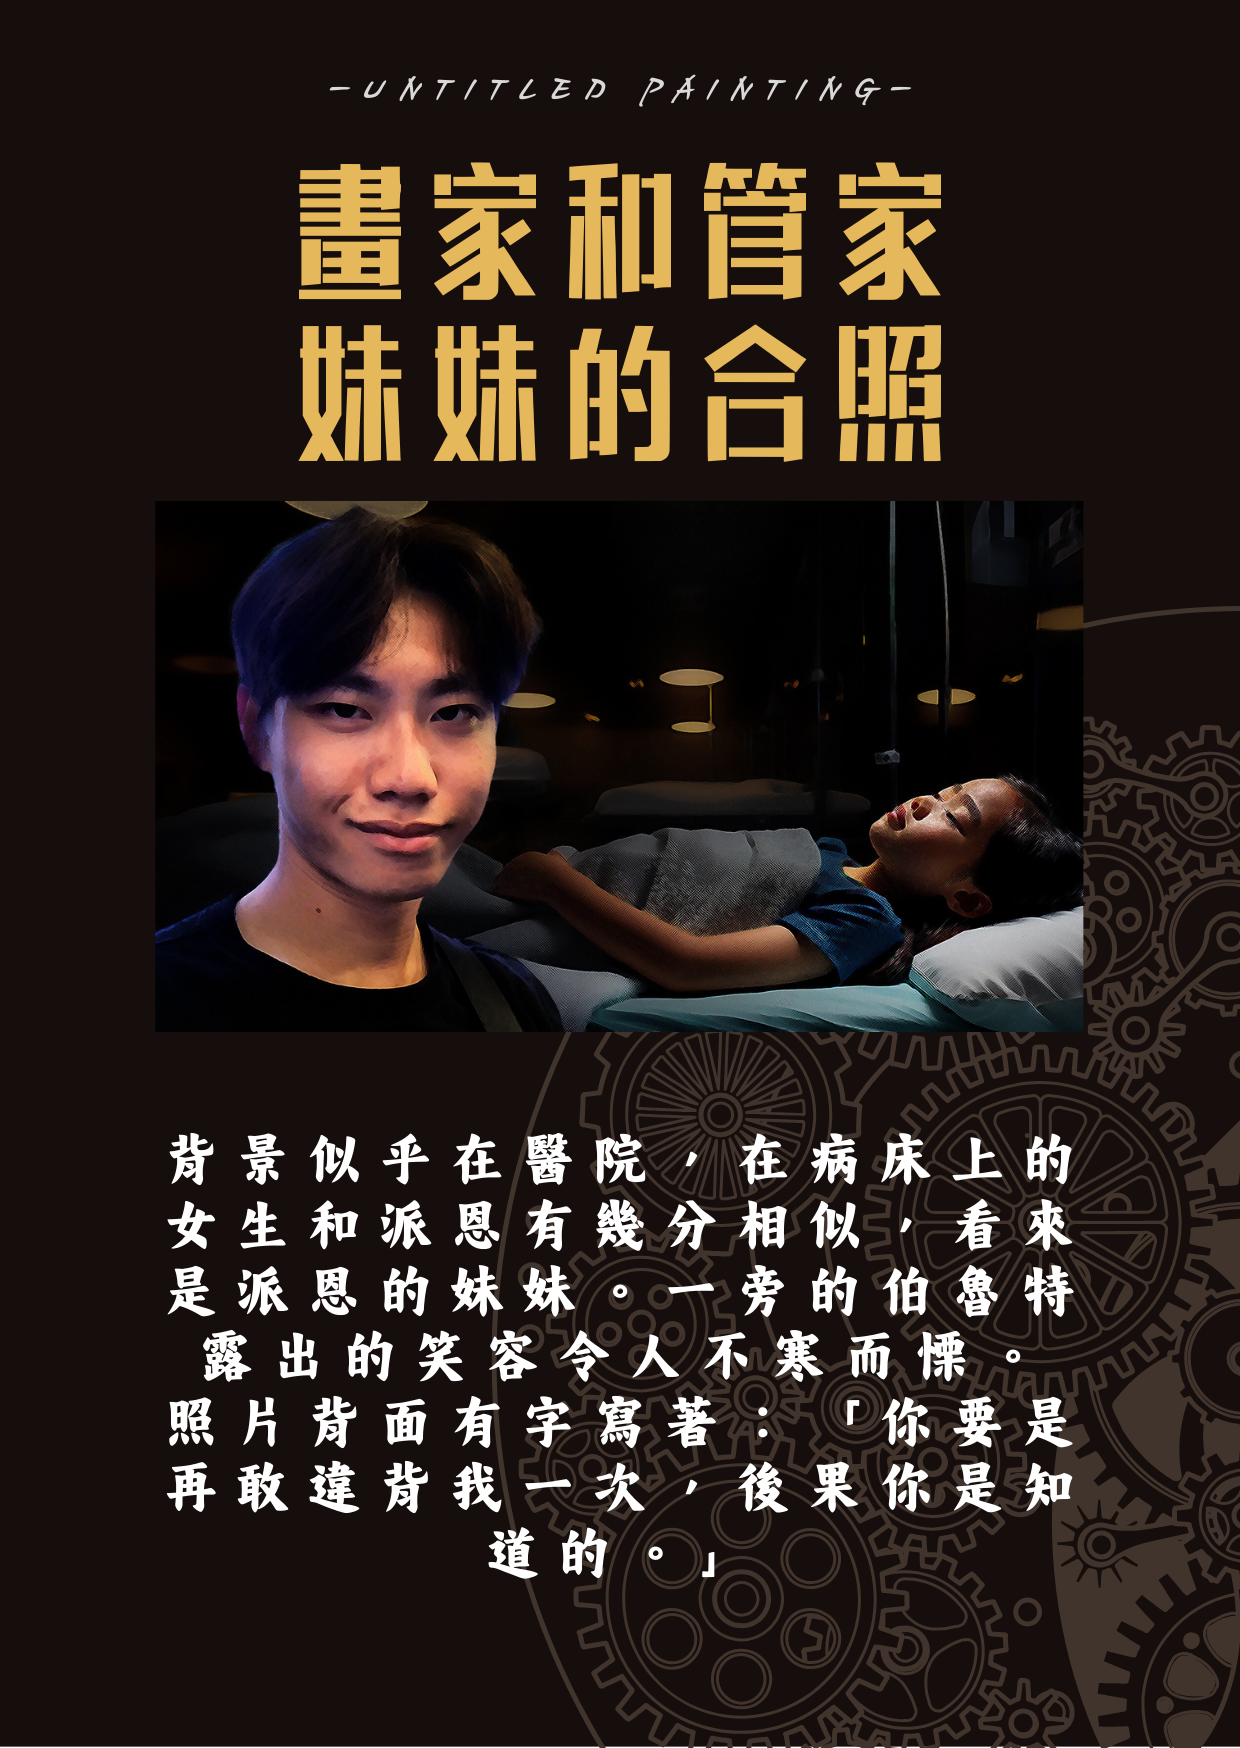 -UNTITLED PAINTING-
畫家和管家
妹妹的合照
背景似乎在醫院，在病床上的
女生和派恩有幾分相似，看來
是派恩的妹妹。一旁的伯魯特
露出的笑容令人不寒而慄。
照片背面有字寫著：「你要是
再敢違背我一次，後果你是知
道的。」